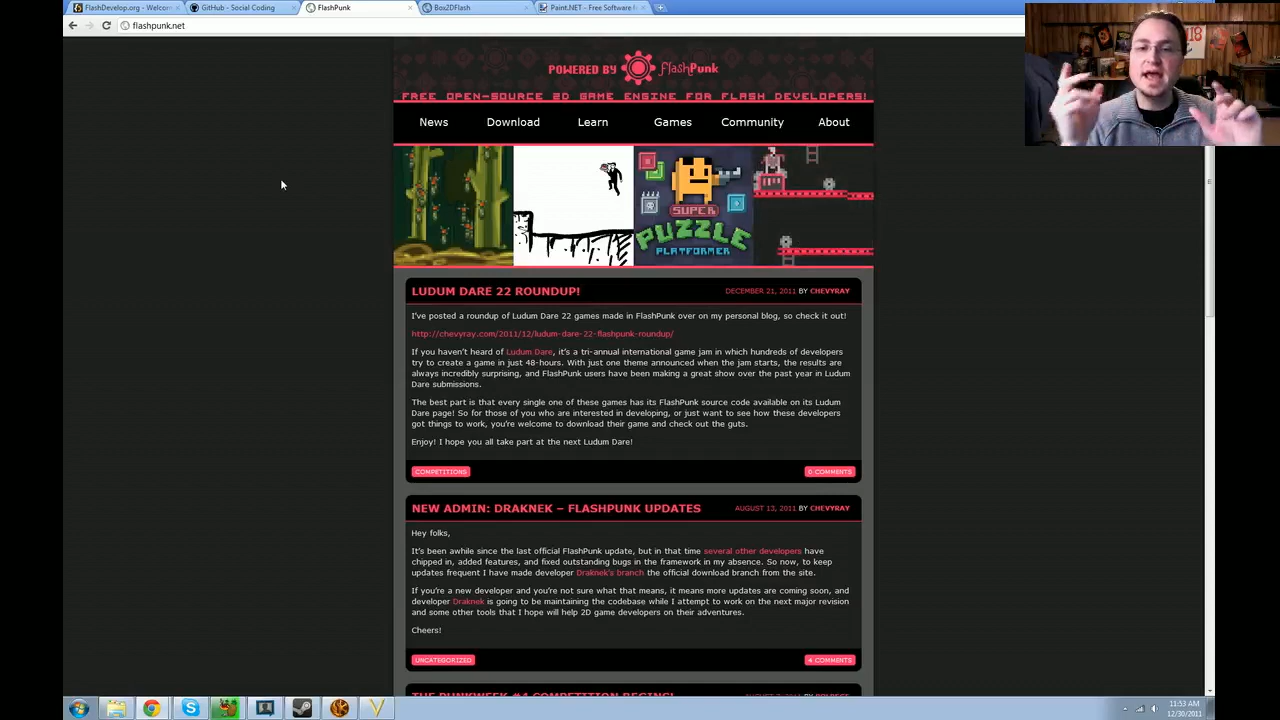 FlashDevelop.org - Welcom
GitHub - Social Coding
FlashPunk
Box2DFlash
Paint.NET - Free Software f
flashpunk.net
POWERED BY FlashPunk
FREE OPEN-SOURCE 2D GAME ENGINE FOR FLASH DEVELOPERS!
News Download Learn Games Community About
SUPER
PUZZLE
PLATFORMER
LUDUM DARE 22 ROUNDUP! DECEMBER 21, 2011 BY CHEVYRAY
I've posted a roundup of Ludum Dare 22 games made in FlashPunk over on my personal blog, so check it out!
http://chevyray.com/2011/12/ludum-dare-22-flashpunk-roundup/
If you haven't heard of Ludum Dare, it's a tri-annual international game jam in which hundreds of developers
try to create a game in just 48-hours. With just one theme announced when the jam starts, the results are
always incredibly surprising, and FlashPunk users have been making a great show over the past year in Ludum
Dare submissions.
The best part is that every single one of these games has its FlashPunk source code available on its Ludum
Dare page! So for those of you who are interested in developing, or just want to see how these developers
got things to work, you're welcome to download their game and check out the guts.
Enjoy! I hope you all take part at the next Ludum Dare!
COMPETITIONS 0 COMMENTS
NEW ADMIN: DRAKNEK – FLASHPUNK UPDATES AUGUST 13, 2011 BY CHEVYRAY
Hey folks,
It's been awhile since the last official FlashPunk update, but in that time several other developers have
chipped in, added features, and fixed outstanding bugs in the framework in my absence. So now, to keep
updates frequent I have made developer Draknek's branch the official download branch from the site.
If you're a new developer and you're not sure what that means, it means more updates are coming soon, and
developer Draknek is going to be maintaining the codebase while I attempt to work on the next major revision
and some other tools that I hope will help 2D game developers on their adventures.
Cheers!
UNCATEGORIZED 4 COMMENTS
THE PUNKWEEK #4 COMPETITION BEGINS!
11:53 AM
12/30/2011